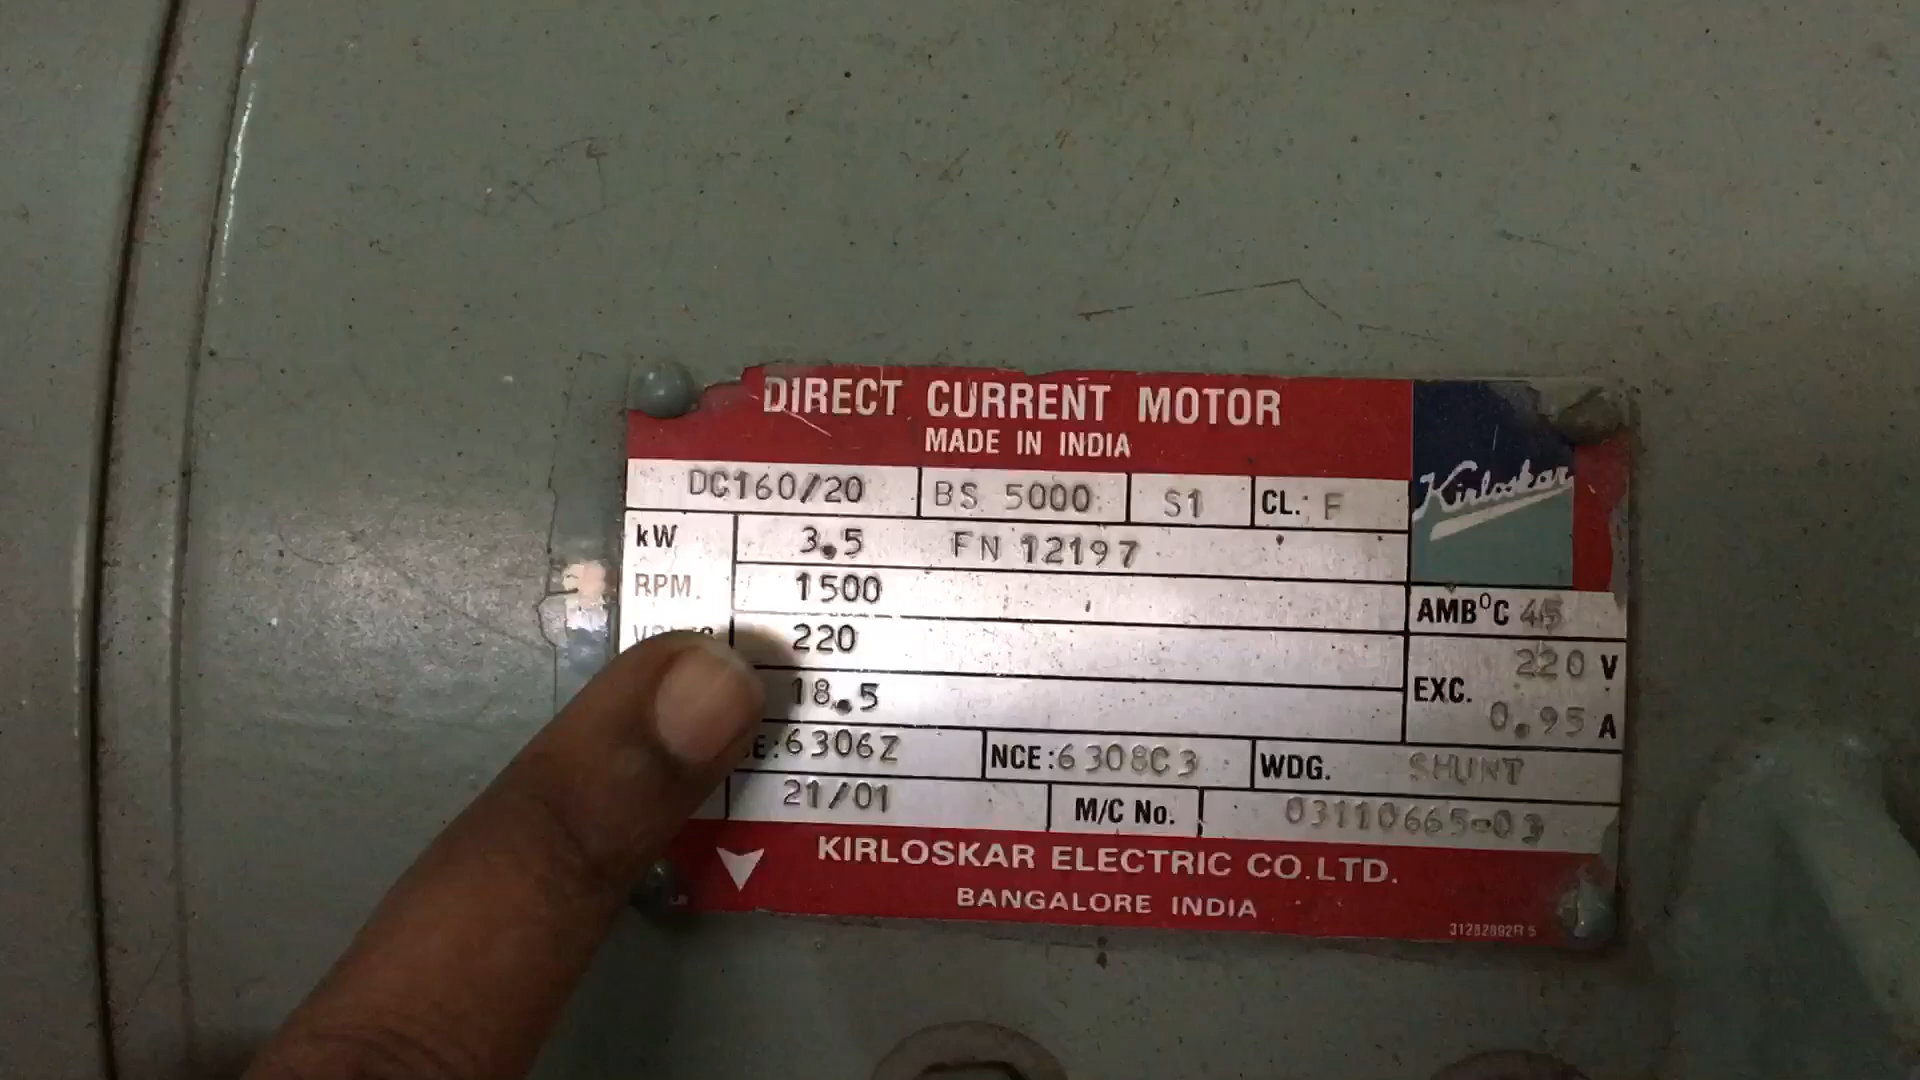 DIRECT CURRENT MOTOR
MADE IN INDIA
Kirloskar
DC160/20 BS 5000 S1 CL: F
kW 3.5 FN 12197
RPM. 1500
AMB°C 45
VOLTS 220
EXC. 220 V
18.5
0.95 A
E:6306Z NCE:6308C3 WDG. SHUNT
21/01 M/C No. 03110665-03
KIRLOSKAR ELECTRIC CO.LTD.
BANGALORE INDIA